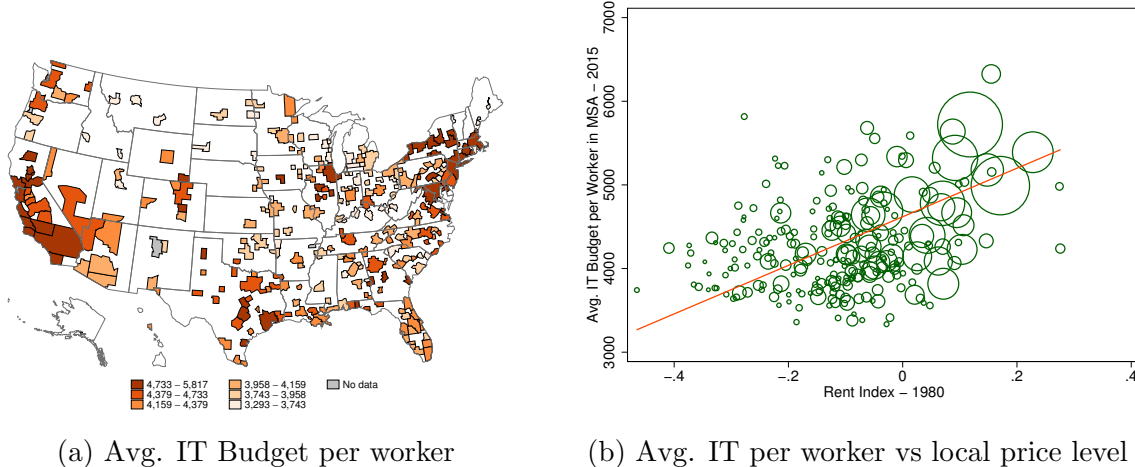 4,733 – 5,817
4,379 – 4,733
4,159 – 4,379
3,958 – 4,159
3,743 – 3,958
3,293 – 3,743
No data
(a) Avg. IT Budget per worker
Avg. IT Budget per Worker in MSA – 2015
7000
6000
5000
4000
3000
–.4
–.2
0
.2
.4
Rent Index – 1980
(b) Avg. IT per worker vs local price level